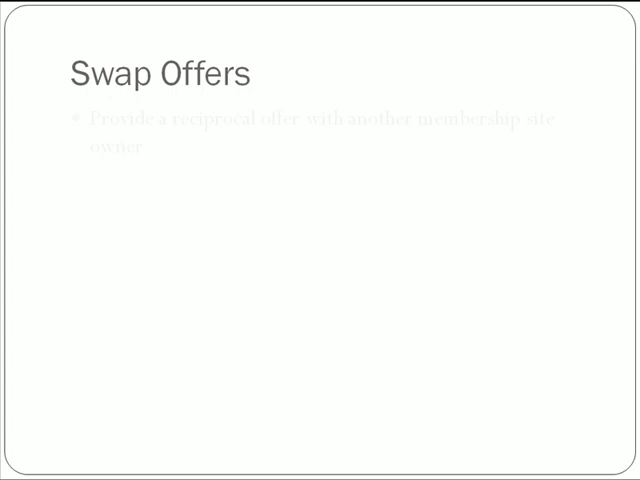 Swap Offers
• Provide a reciprocal offer with another membership site
owner